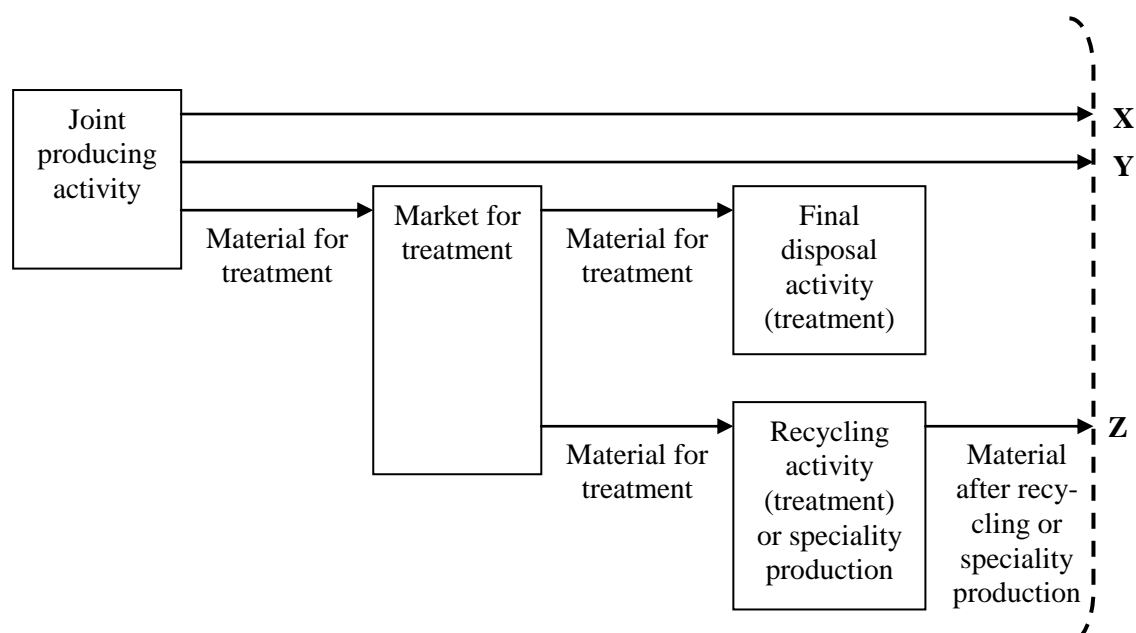 Joint
producing
activity
X
Y
Material for
treatment
Market for
treatment
Material for
treatment
Final
disposal
activity
(treatment)
Material for
treatment
Recycling
activity
(treatment)
or speciality
production
Z
Material
after recy-
cling or
speciality
production